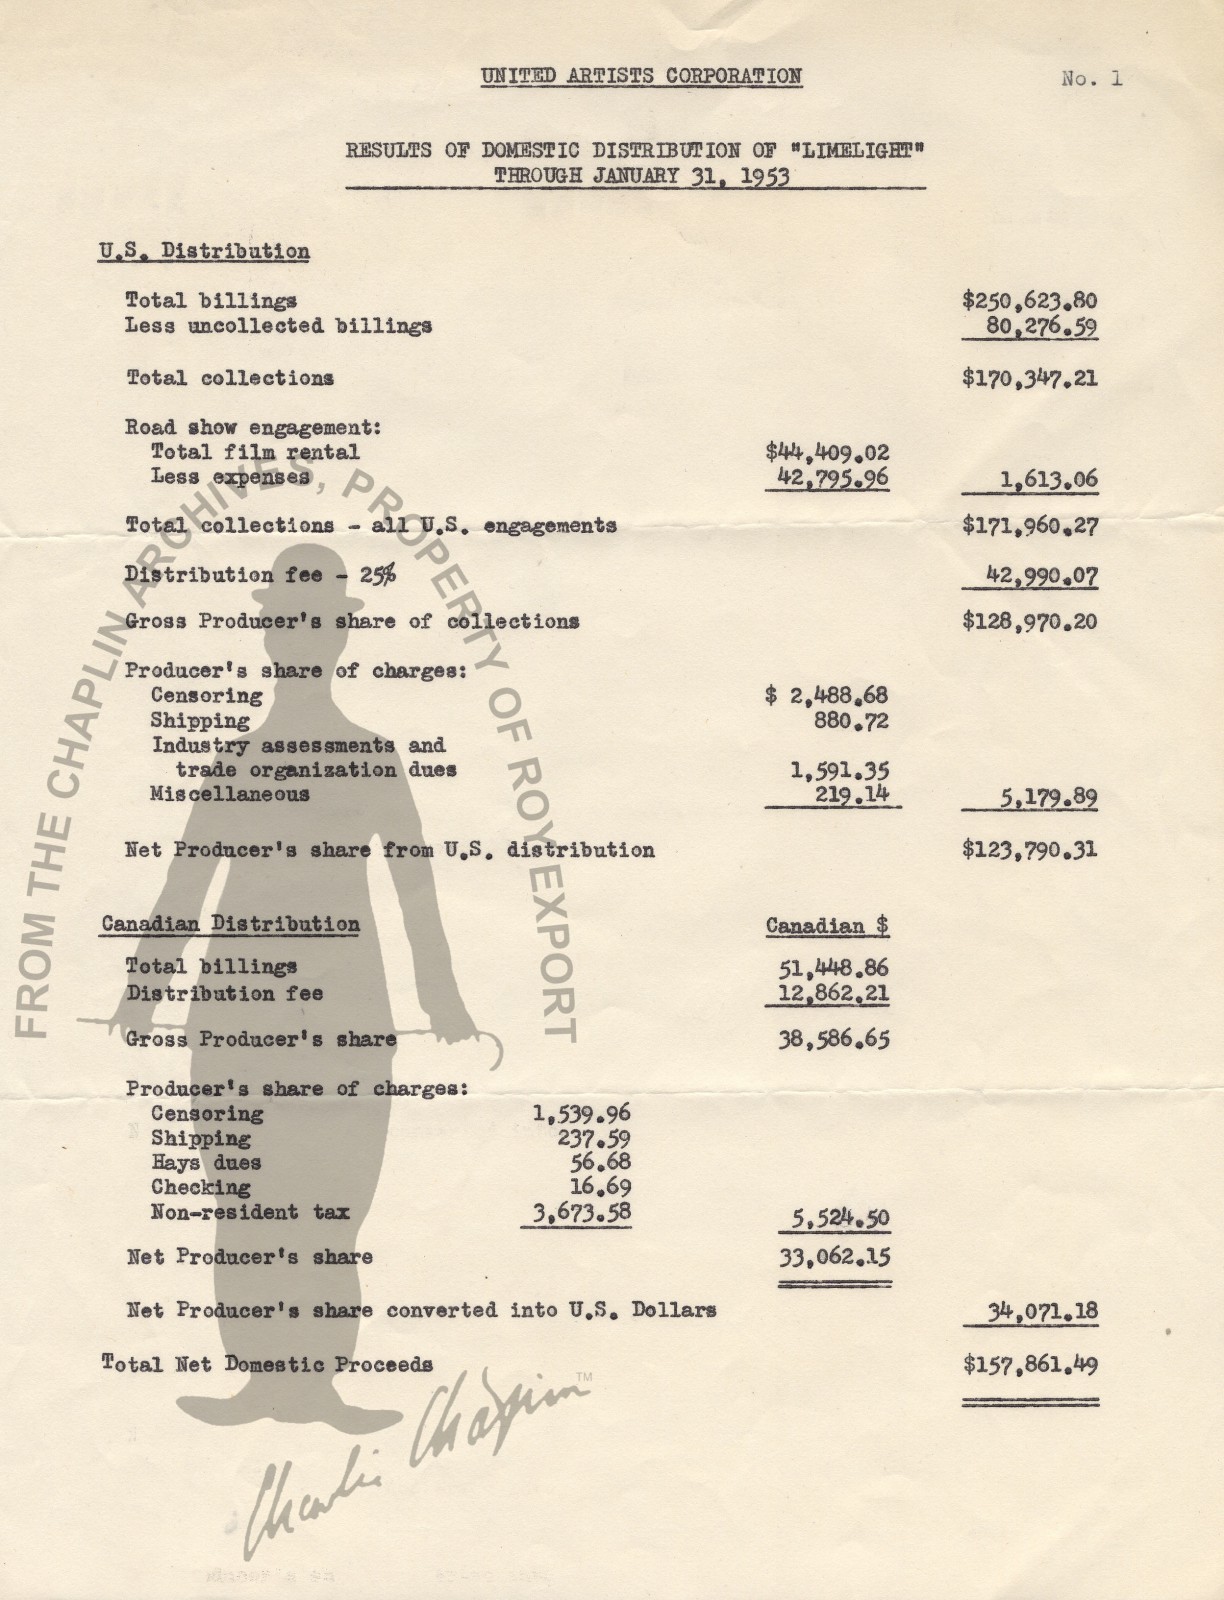 UNITED ARTISTS CORPORATION No. 1
RESULTS OF DOMESTIC DISTRIBUTION OF "LIMELIGHT"
THROUGH JANUARY 31, 1953
U.S. Distribution
Total billings $250,623.80
Less uncollected billings 80,276.59
Total collections $170,347.21
Road show engagement:
Total film rental $44,409.02
Less expenses 42,795.96 1,613.06
Total collections - all U.S. engagements $171,960.27
Distribution fee - 25% 42,990.07
Gross Producer's share of collections $128,970.20
Producer's share of charges:
Censoring $ 2,488.68
Shipping 880.72
Industry assessments and
trade organization dues 1,591.35
Miscellaneous 219.14 5,179.89
Net Producer's share from U.S. distribution $123,790.31
Canadian Distribution Canadian $
Total billings 51,448.86
Distribution fee 12,862.21
Gross Producer's share 38,586.65
Producer's share of charges:
Censoring 1,539.96
Shipping 237.59
Hays dues 56.68
Checking 16.69
Non-resident tax 3,673.58 5,524.50
Net Producer's share 33,062.15
Net Producer's share converted into U.S. Dollars 34,071.18
Total Net Domestic Proceeds $157,861.49
FROM THE CHAPLIN ARCHIVES, PROPERTY OF ROY EXPORT
Charlie Chaplin TM